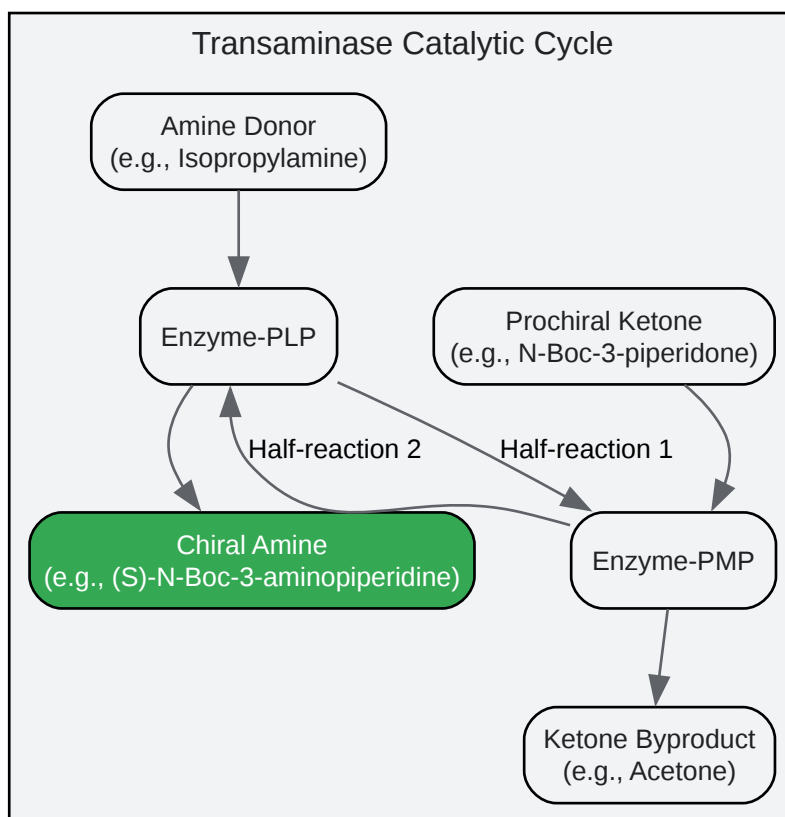 Transaminase Catalytic Cycle
Amine Donor
(e.g., Isopropylamine)
Enzyme-PLP
Prochiral Ketone
(e.g., N-Boc-3-piperidone)
Half-reaction 2
Half-reaction 1
Chiral Amine
(e.g., (S)-N-Boc-3-aminopiperidine)
Enzyme-PMP
Ketone Byproduct
(e.g., Acetone)